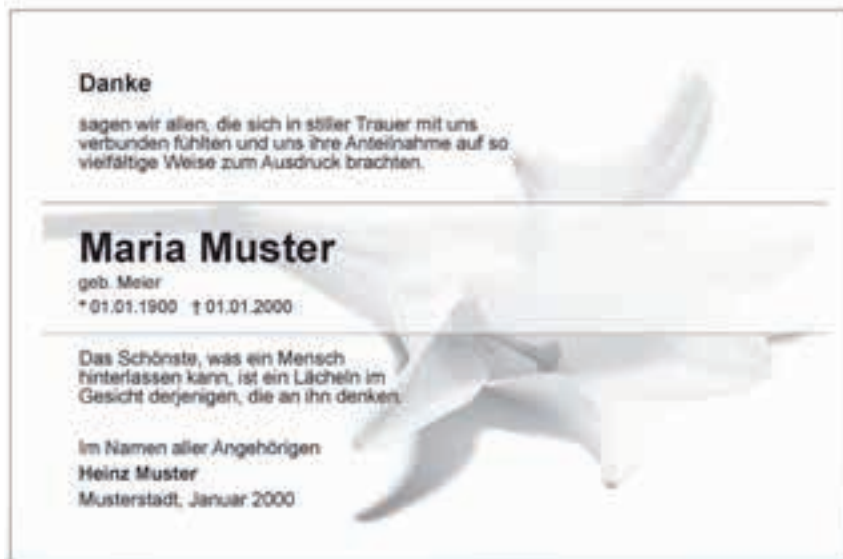 Danke
sagen wir allen, die sich in stiller Trauer mit uns
verbunden fühlten und uns ihre Anteilnahme auf so
vielfältige Weise zum Ausdruck brachten.
Maria Muster
geb. Meier
* 01.01.1900 † 01.01.2000
Das Schönste, was ein Mensch
hinterlassen kann, ist ein Lächeln im
Gesicht derjenigen, die an ihn denken.
Im Namen aller Angehörigen
Heinz Muster
Musterstadt, Januar 2000